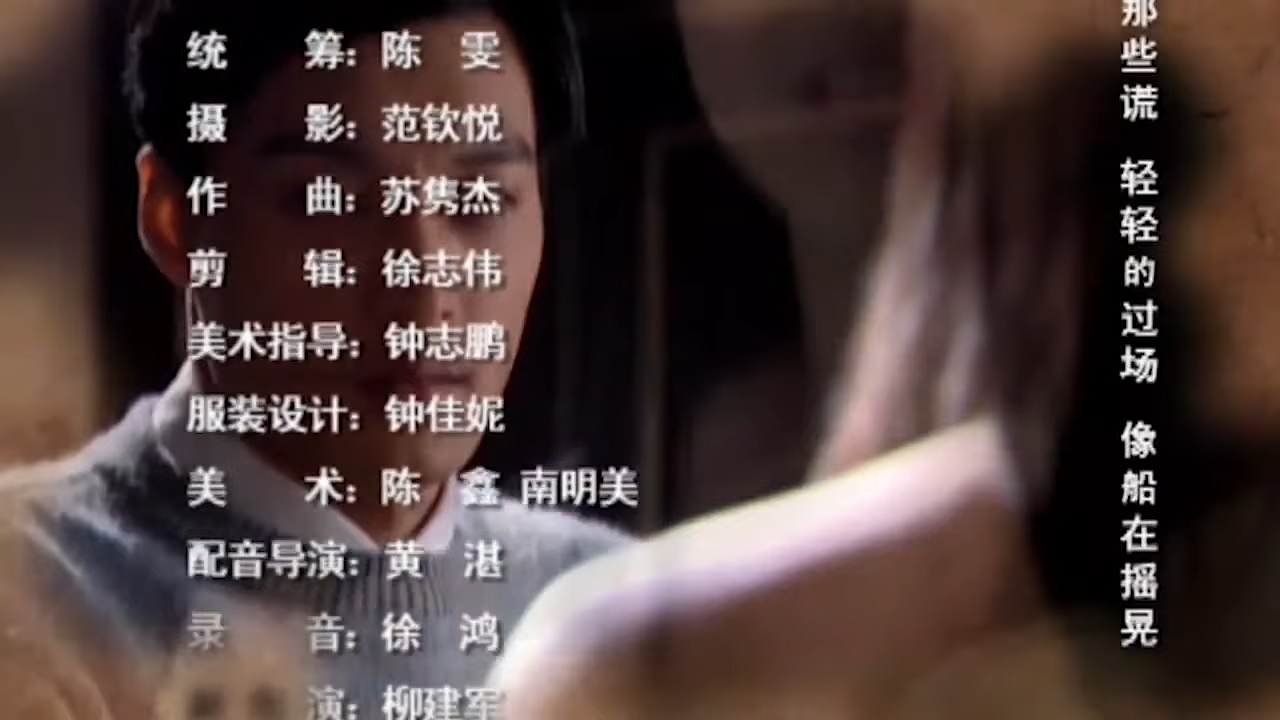 统 筹：陈 雯
摄 影：范钦悦
作 曲：苏隽杰
剪 辑：徐志伟
美术指导：钟志鹏
服装设计：钟佳妮
美 术：陈 鑫 南明美
配音导演：黄 湛
录 音：徐 鸿
演：柳建军
那些谎 轻轻的过场 像船在摇晃